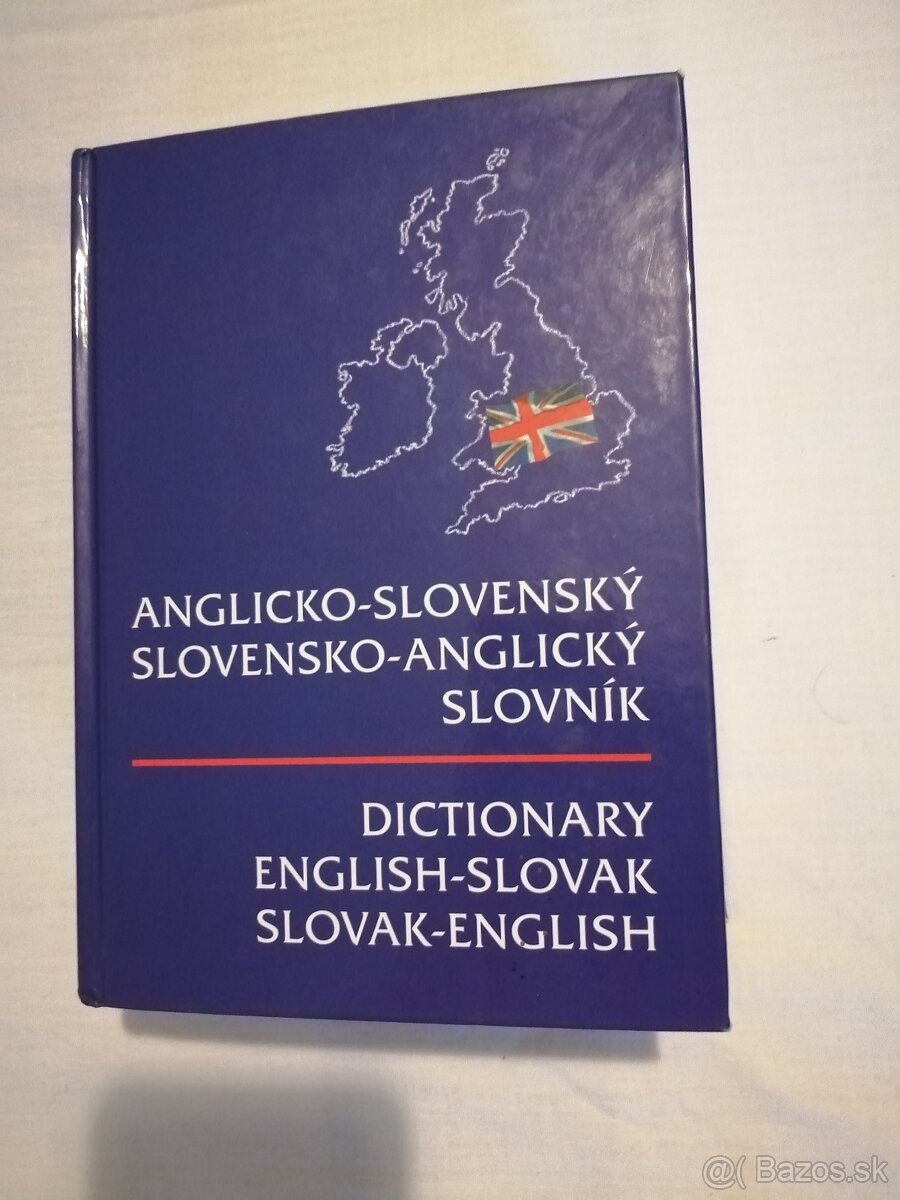 ANGLICKO-SLOVENSKÝ
SLOVENSKO-ANGLICKÝ
SLOVNÍK
DICTIONARY
ENGLISH-SLOVAK
SLOVAK-ENGLISH
@( Bazos.sk